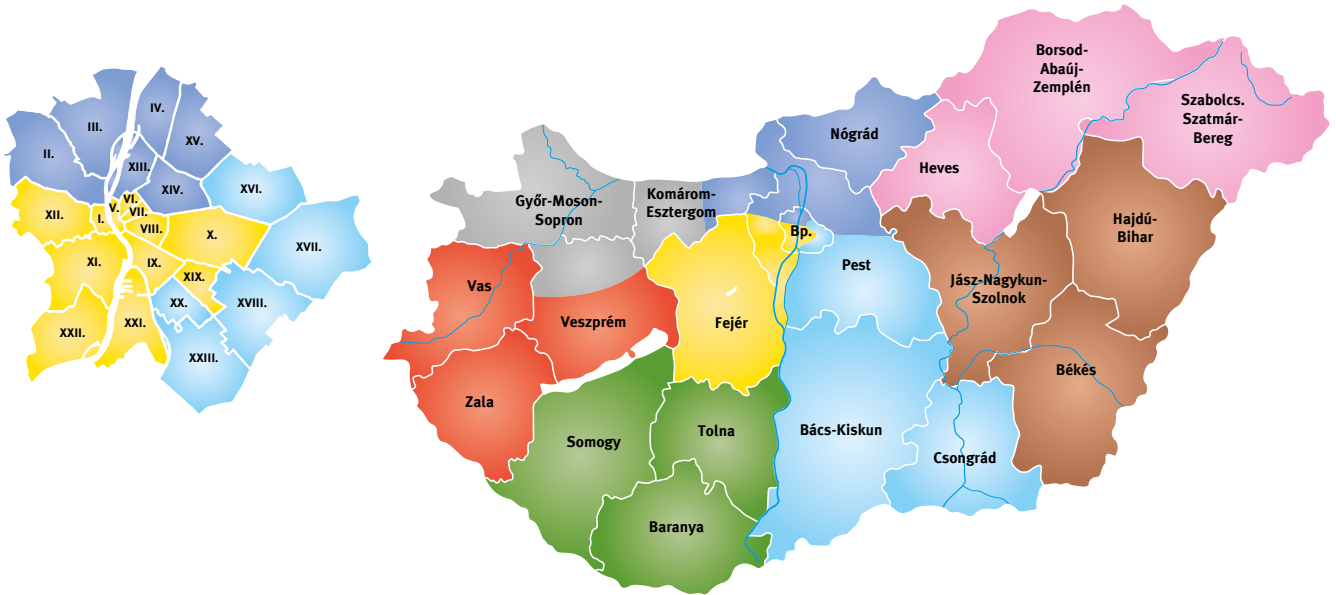 IV.
III.
XV.
II.
XIII.
XIV.
XVI.
VI.
V.
VII.
XII.
I.
VIII.
X.
XVII.
XI.
IX.
XIX.
XX.
XVIII.
XXI.
XXII.
XXIII.
Borsod-
Abaúj-
Zemplén
Szabolcs.
Szatmár-
Bereg
Nógrád
Heves
Győr-Moson-
Sopron
Komárom-
Esztergom
Hajdú-
Bihar
Bp.
Pest
Vas
Jász-Nagykun-
Szolnok
Veszprém
Fejér
Békés
Zala
Somogy
Tolna
Bács-Kiskun
Csongrád
Baranya